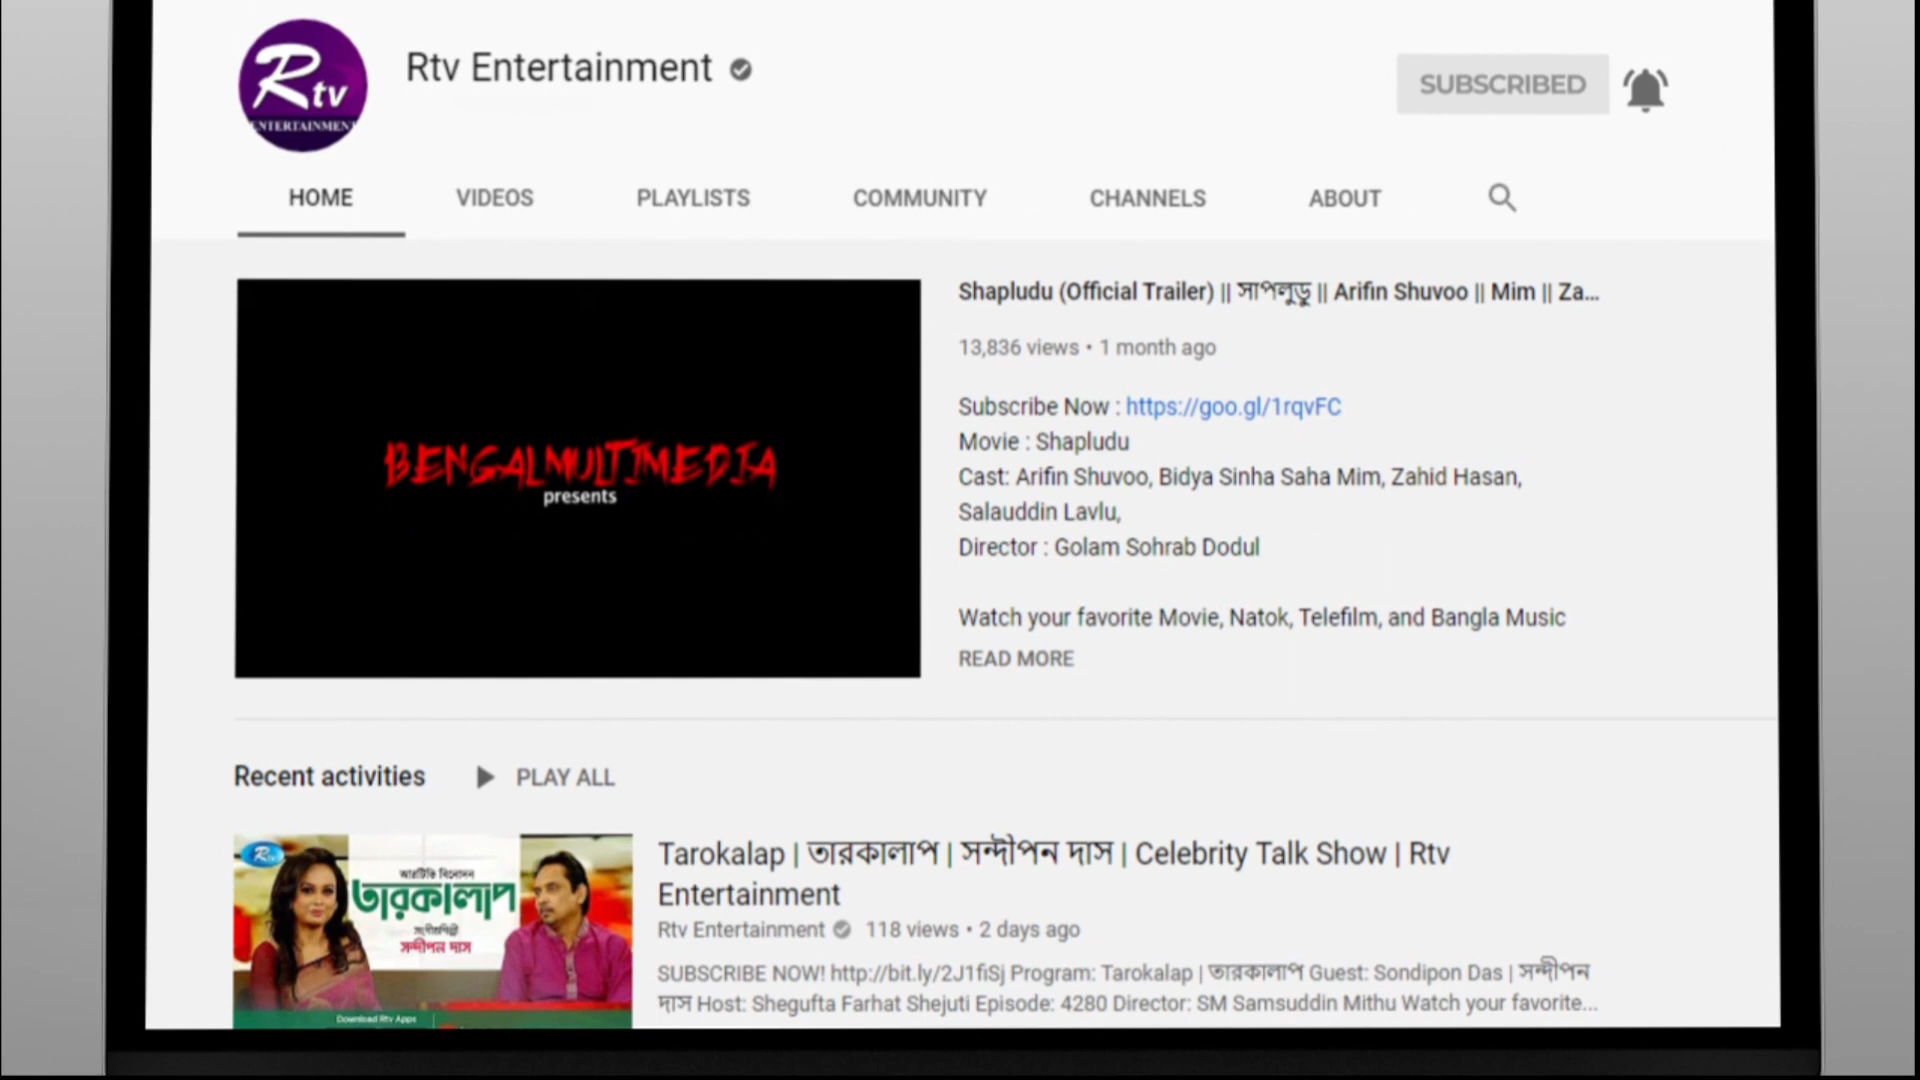 Rtv
ENTERTAINMENT
Rtv Entertainment
SUBSCRIBED
HOME
VIDEOS
PLAYLISTS
COMMUNITY
CHANNELS
ABOUT
BENGALMULTIMEDIA
presents
Shapludu (Official Trailer) || সাপলুডু || Arifin Shuvoo || Mim || Za...
13,836 views • 1 month ago
Subscribe Now : https://goo.gl/1rqvFC
Movie : Shapludu
Cast: Arifin Shuvoo, Bidya Sinha Saha Mim, Zahid Hasan,
Salauddin Lavlu,
Director : Golam Sohrab Dodul
Watch your favorite Movie, Natok, Telefilm, and Bangla Music
READ MORE
Recent activities
PLAY ALL
Rtv
আরটিভি বিনোদন
তারকালাপ
সংগীতশিল্পী
সন্দীপন দাস
Download Rtv Apps
Tarokalap | তারকালাপ | সন্দীপন দাস | Celebrity Talk Show | Rtv
Entertainment
Rtv Entertainment 118 views • 2 days ago
SUBSCRIBE NOW! http://bit.ly/2J1fiSj Program: Tarokalap | তারকালাপ Guest: Sondipon Das | সন্দীপন
দাস Host: Shegufta Farhat Shejuti Episode: 4280 Director: SM Samsuddin Mithu Watch your favorite...